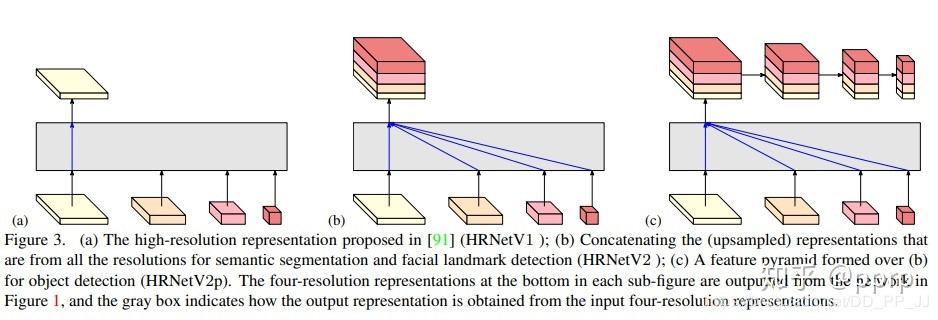 (a)
(b)
(c)
Figure 3. (a) The high-resolution representation proposed in [91] (HRNetV1 ); (b) Concatenating the (upsampled) representations that
are from all the resolutions for semantic segmentation and facial landmark detection (HRNetV2 ); (c) A feature pyramid formed over (b)
for object detection (HRNetV2p). The four-resolution representations at the bottom in each sub-figure are outputted from the network in
Figure 1, and the gray box indicates how the output representation is obtained from the input four-resolution representations.
知乎 @pprp